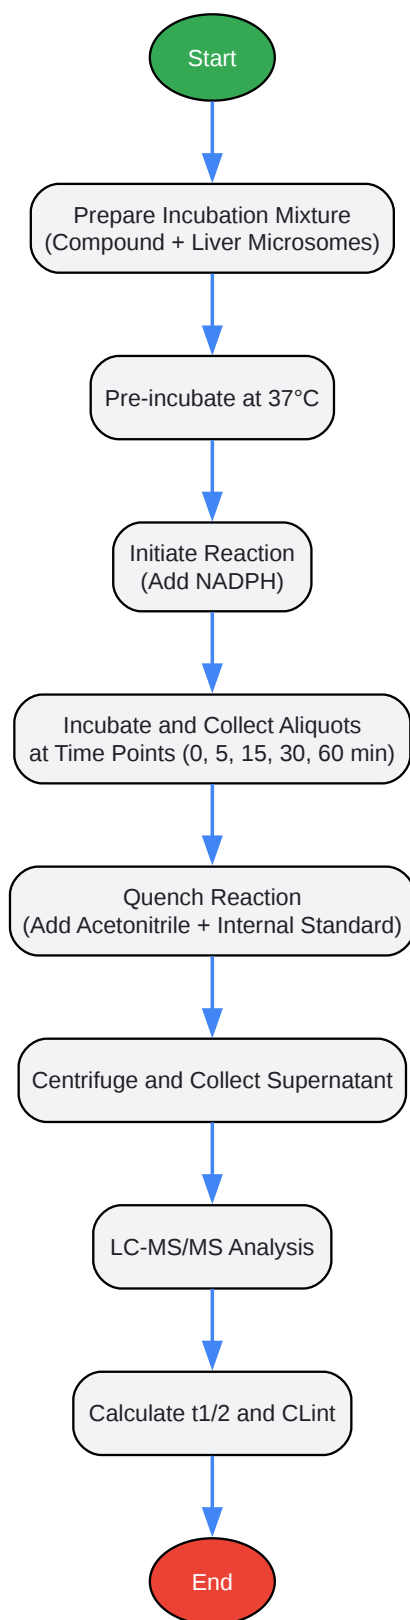 Start
Prepare Incubation Mixture
(Compound + Liver Microsomes)
Pre-incubate at 37°C
Initiate Reaction
(Add NADPH)
Incubate and Collect Aliquots
at Time Points (0, 5, 15, 30, 60 min)
Quench Reaction
(Add Acetonitrile + Internal Standard)
Centrifuge and Collect Supernatant
LC-MS/MS Analysis
Calculate t1/2 and CLint
End